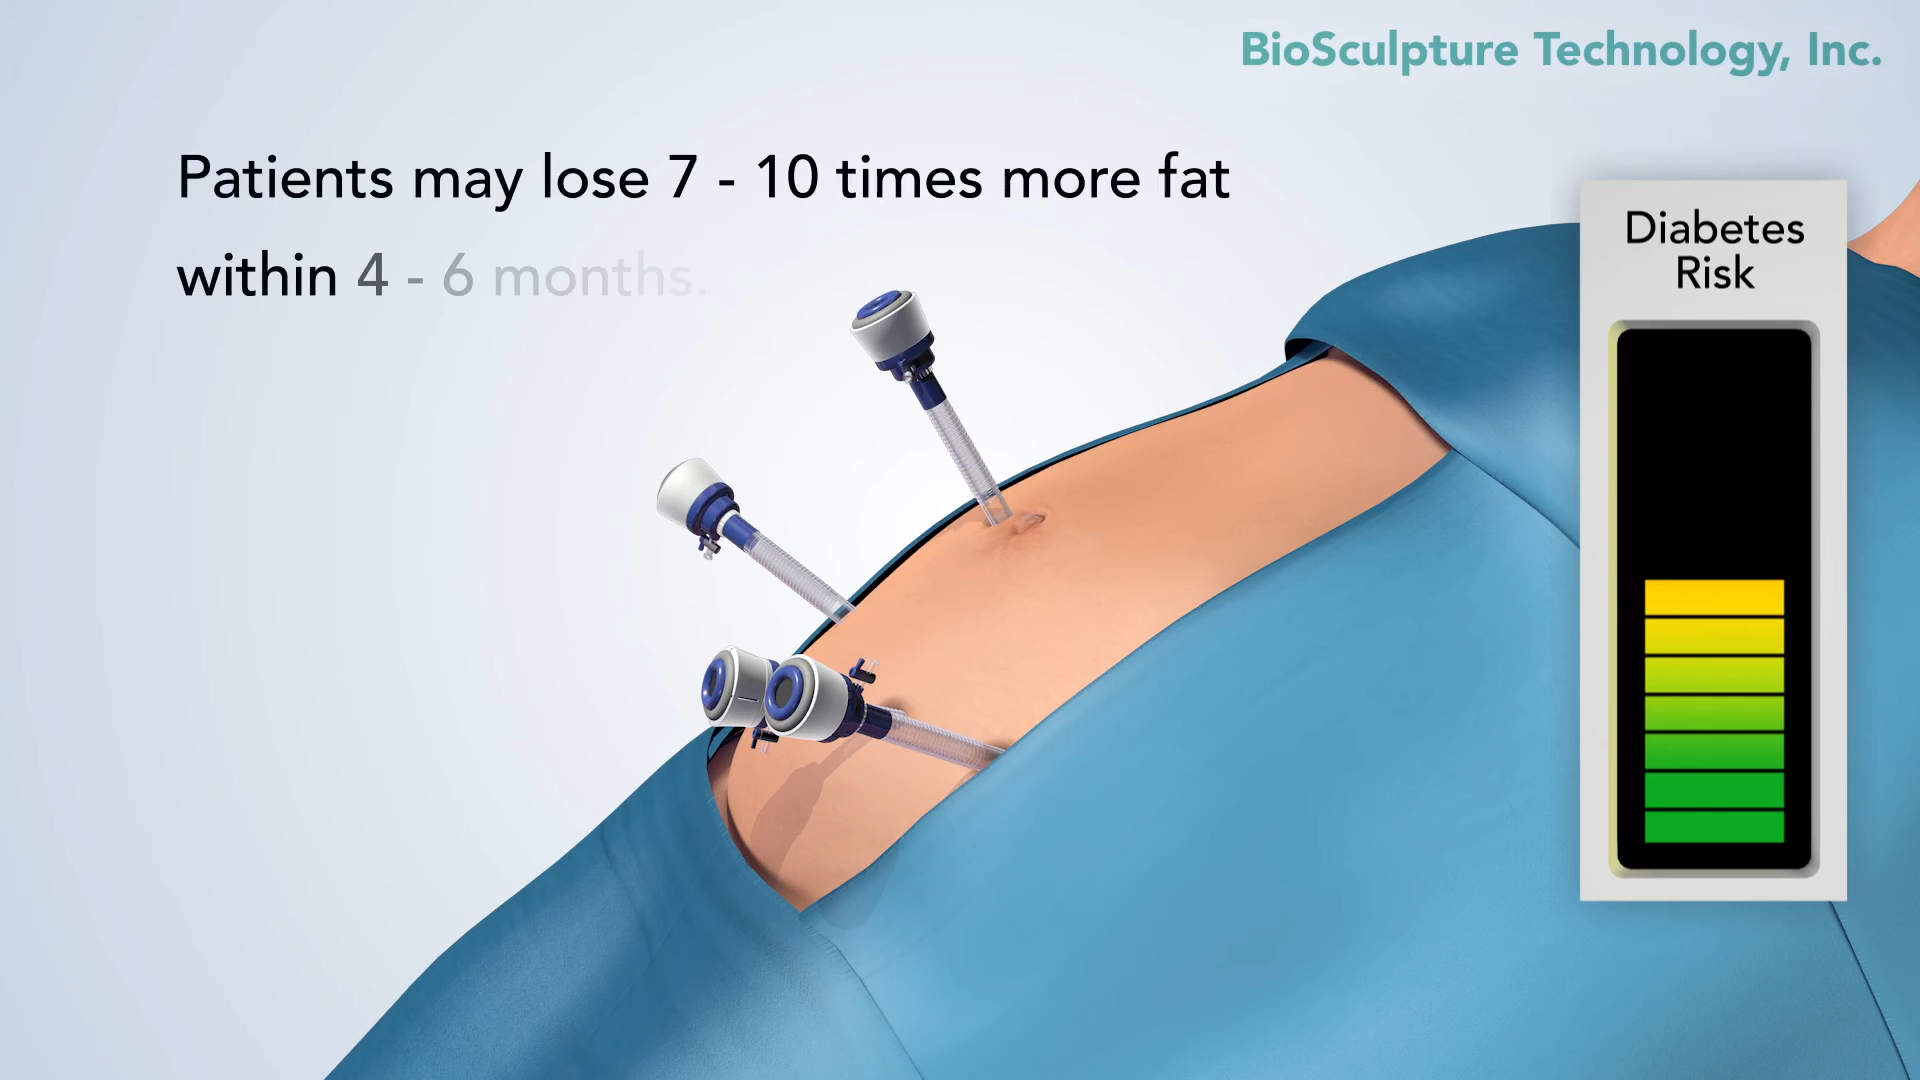 BioSculpture Technology, Inc.
Patients may lose 7 - 10 times more fat
within 4 - 6 months.
Diabetes
Risk